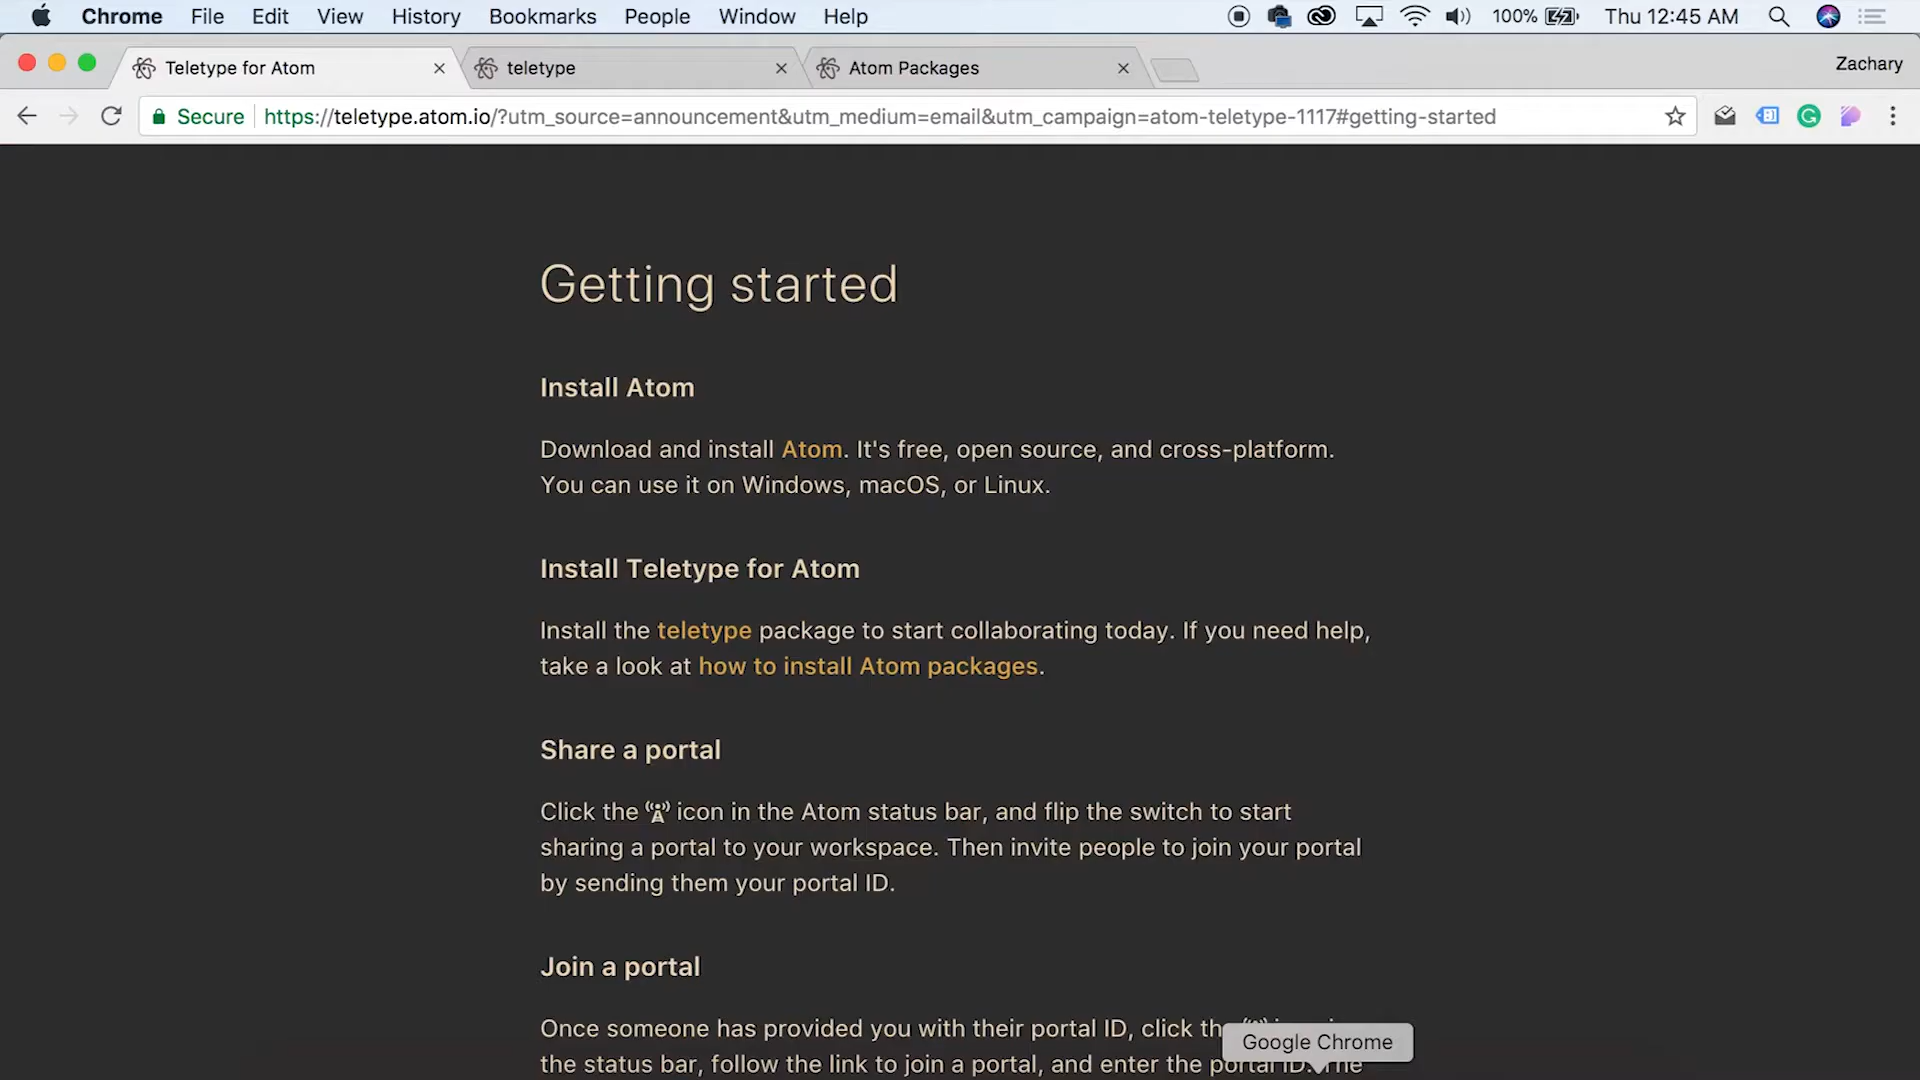 Chrome File Edit View History Bookmarks People Window Help 100% Thu 12:45 AM
Teletype for Atom teletype Atom Packages Zachary
Secure https://teletype.atom.io/?utm_source=announcement&utm_medium=email&utm_campaign=atom-teletype-1117#getting-started
Getting started
Install Atom
Download and install Atom. It's free, open source, and cross-platform.
You can use it on Windows, macOS, or Linux.
Install Teletype for Atom
Install the teletype package to start collaborating today. If you need help,
take a look at how to install Atom packages.
Share a portal
Click the icon in the Atom status bar, and flip the switch to start
sharing a portal to your workspace. Then invite people to join your portal
by sending them your portal ID.
Join a portal
Once someone has provided you with their portal ID, click
the status bar, follow the link to join a portal, and enter the portal ID. The
Google Chrome